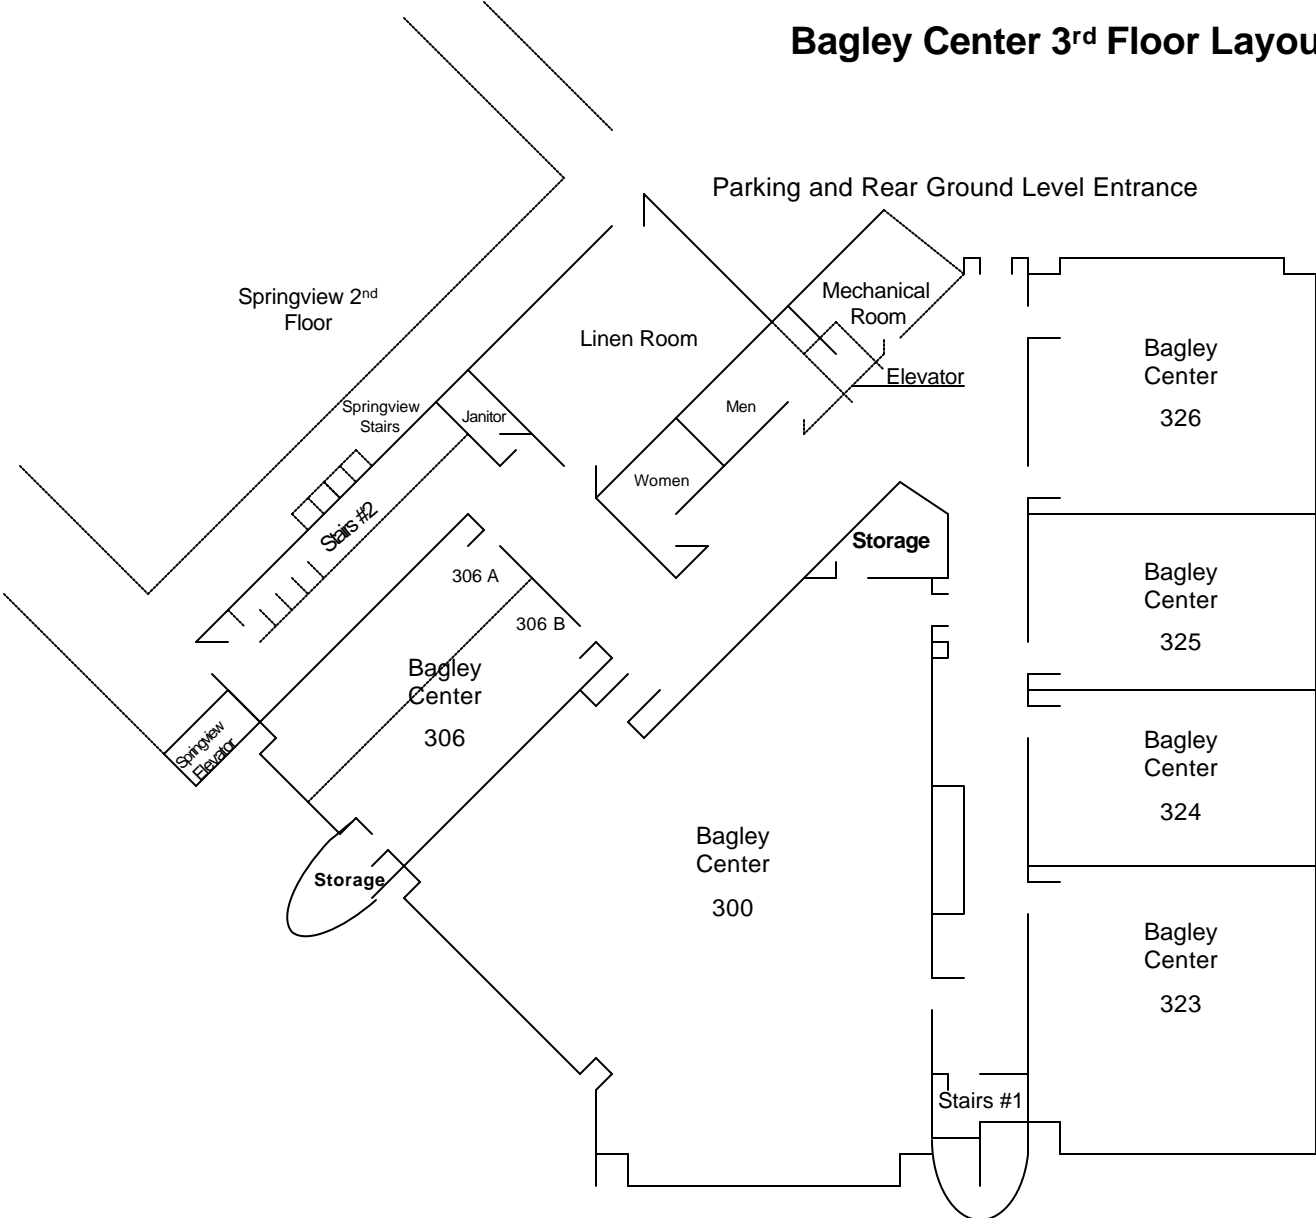 Bagley Center 3rd Floor Layou
Parking and Rear Ground Level Entrance
Springview 2nd
Floor
Mechanical
Room
Linen Room
Elevator
Bagley
Center
326
Springview
Stairs
Janitor
Men
Women
Stairs #2
Storage
306 A
306 B
Bagley
Center
325
Bagley
Center
306
Springview
Elevator
Bagley
Center
324
Storage
Bagley
Center
300
Bagley
Center
323
Stairs #1